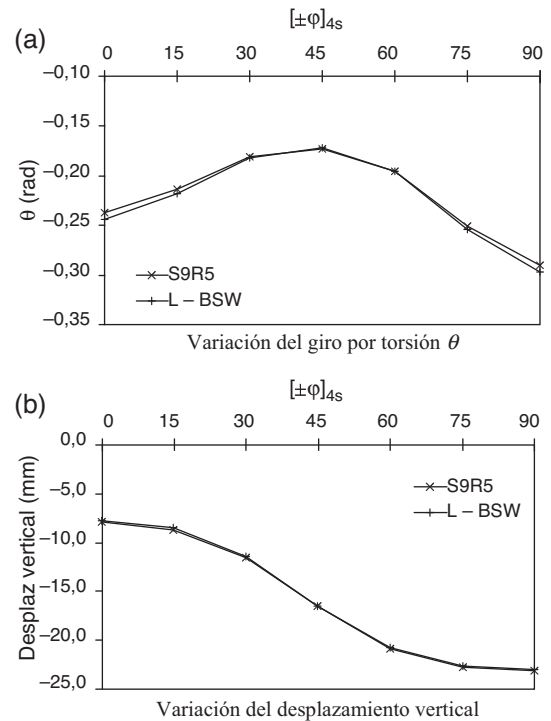 (a)
[±φ]4s
0 15 30 45 60 75 90
–0,10
–0,15
–0,20
–0,25
–0,30
–0,35
θ (rad)
S9R5
L – BSW
Variación del giro por torsión θ
(b)
[±φ]4s
0 15 30 45 60 75 90
0,0
–5,0
–10,0
–15,0
–20,0
–25,0
Desplaz vertical (mm)
S9R5
L – BSW
Variación del desplazamiento vertical